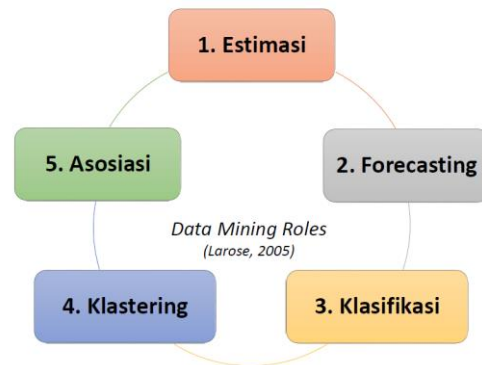 1. Estimasi
2. Forecasting
3. Klasifikasi
4. Klastering
5. Asosiasi
Data Mining Roles
(Larose, 2005)